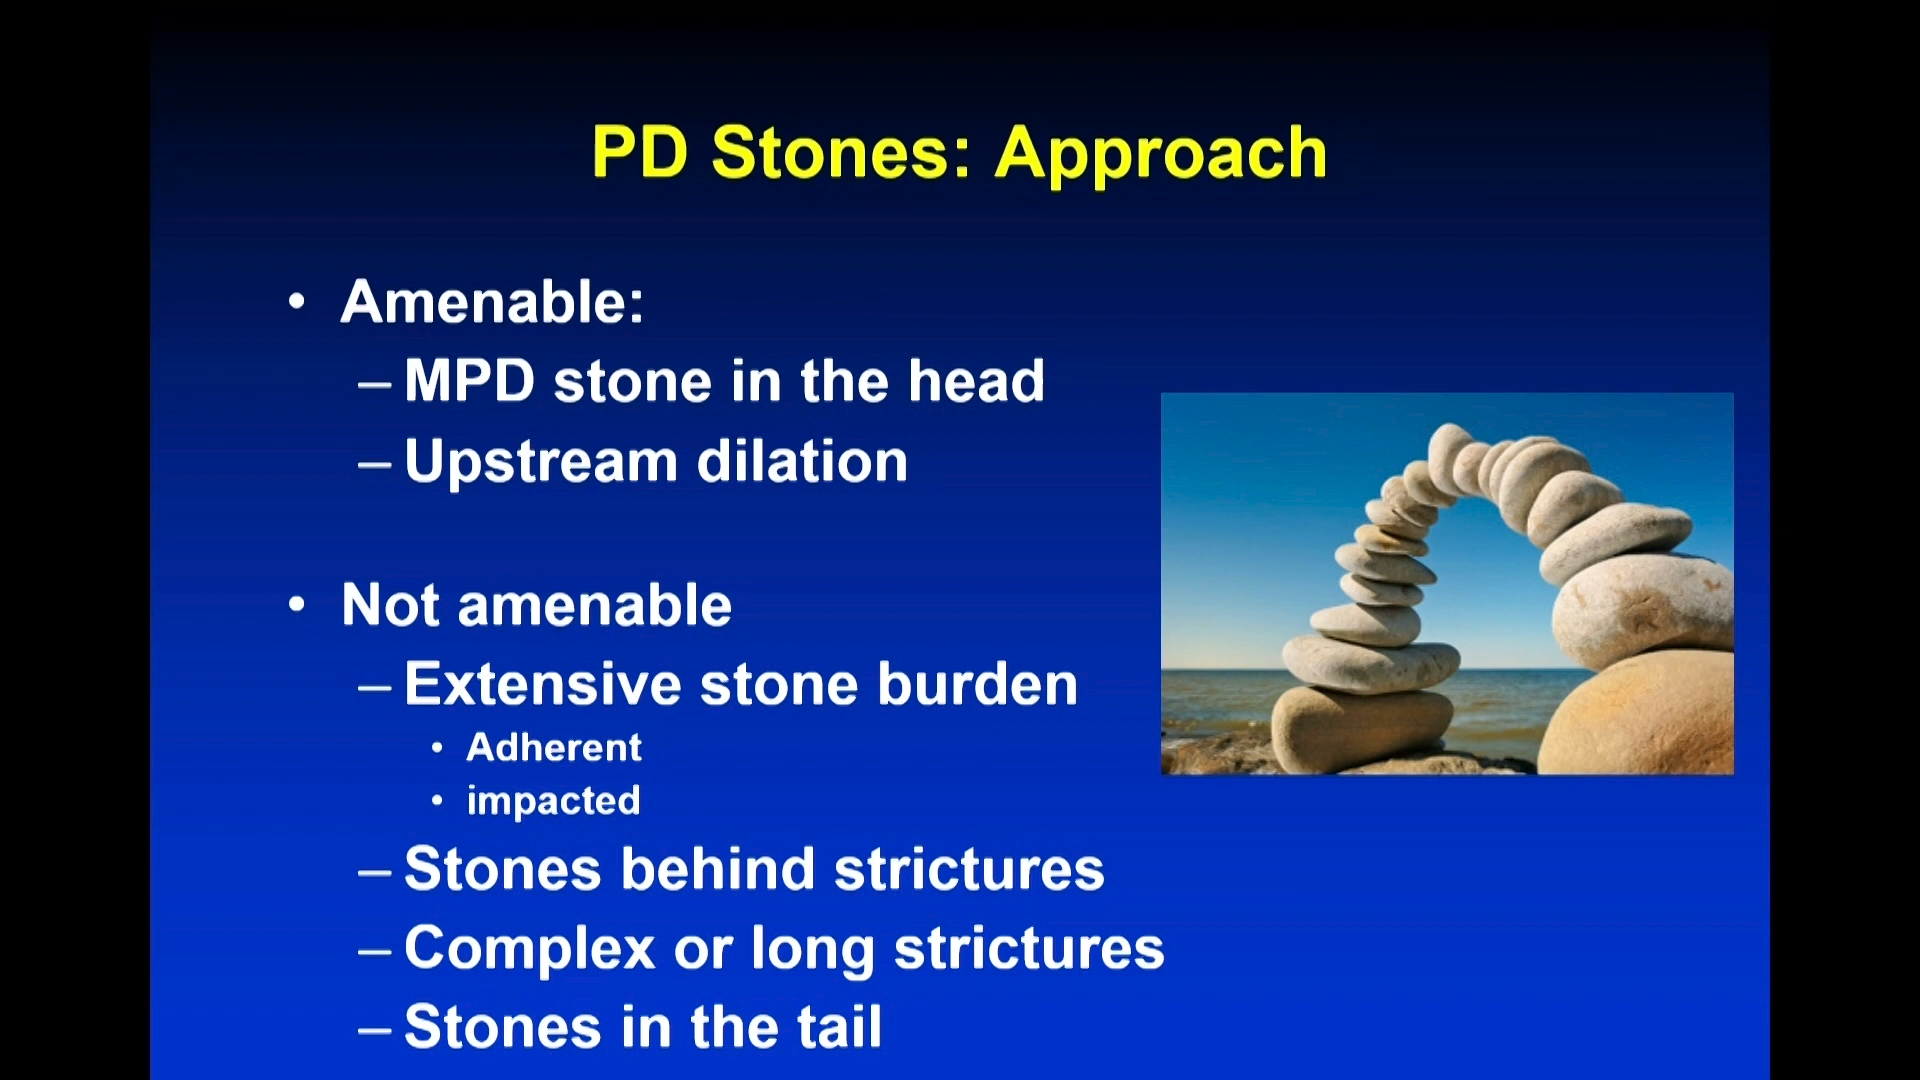 PD Stones: Approach
• Amenable:
– MPD stone in the head
– Upstream dilation
• Not amenable
– Extensive stone burden
• Adherent
• impacted
– Stones behind strictures
– Complex or long strictures
– Stones in the tail